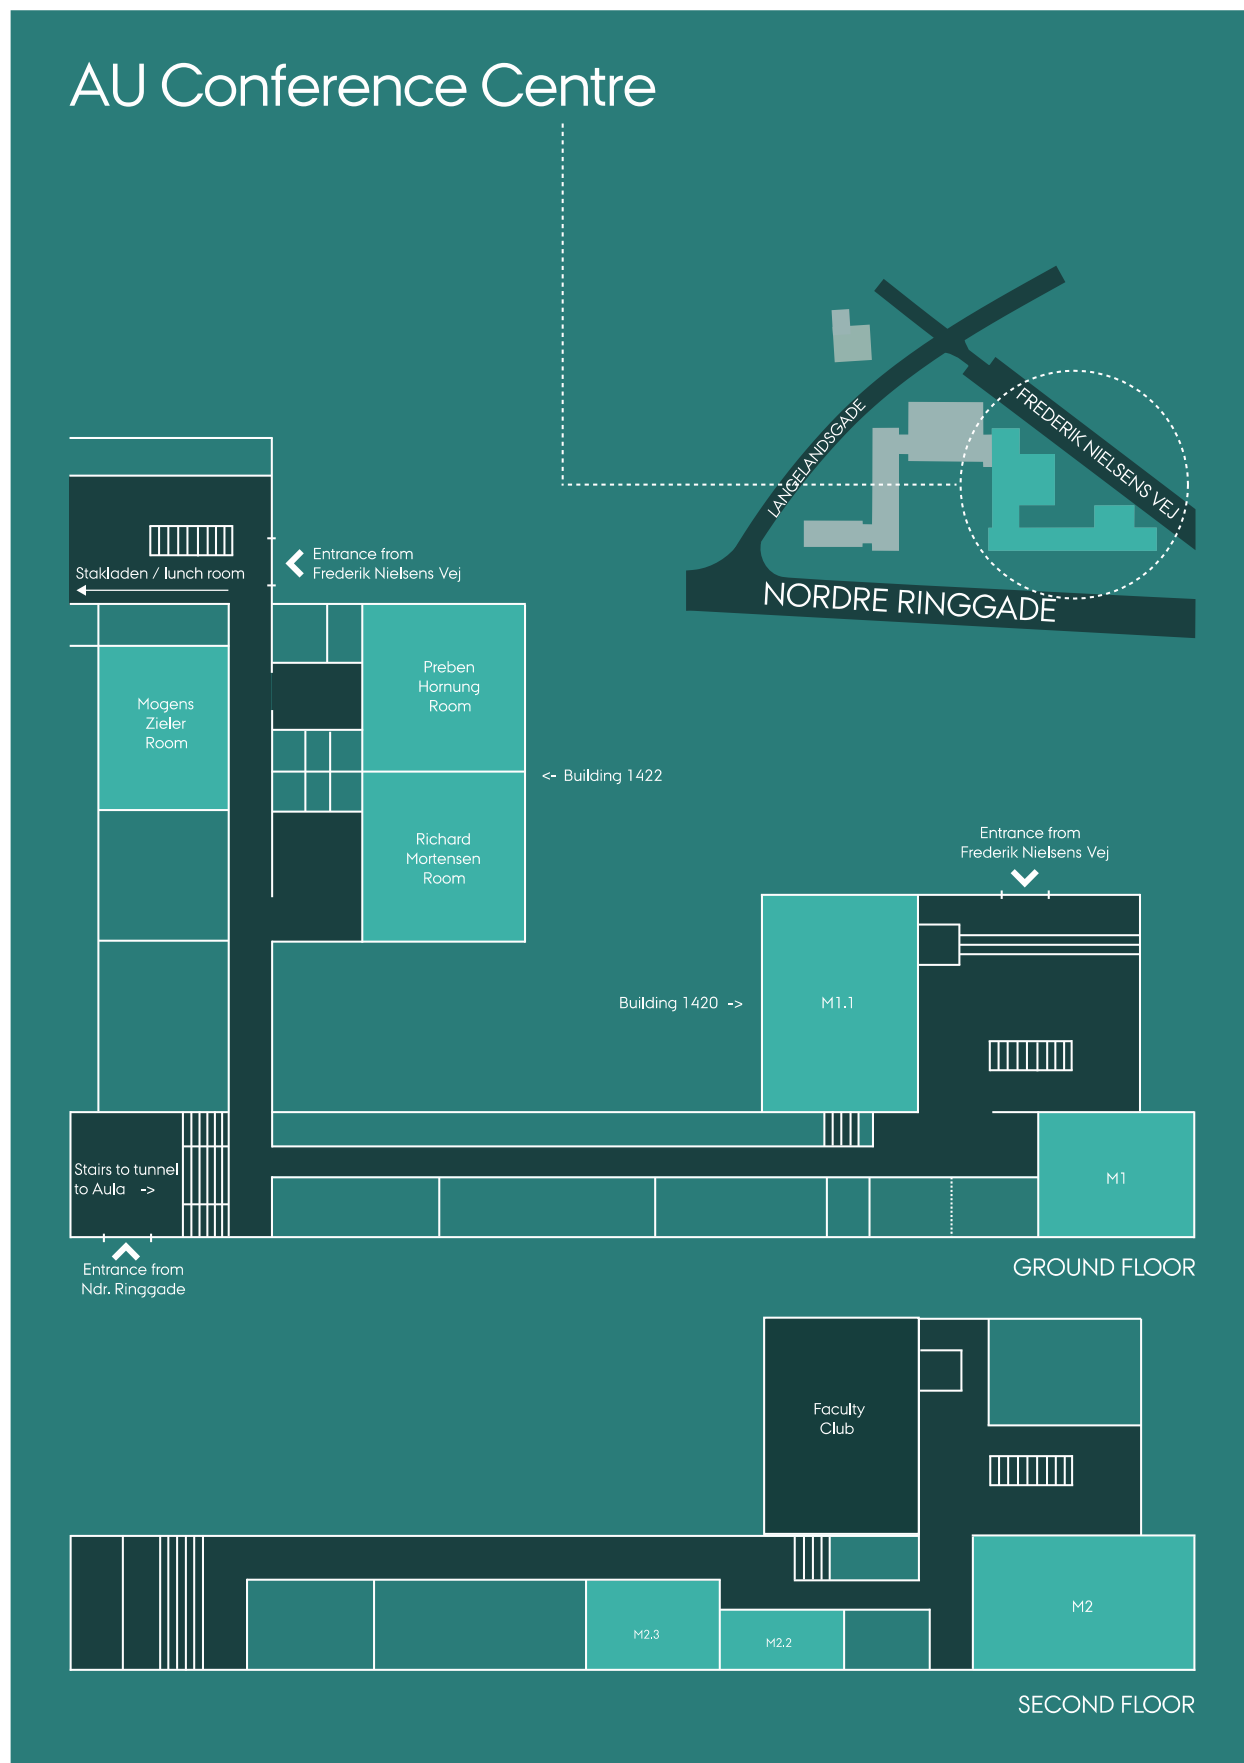 AU Conference Centre
LANGELANDSGADE
FREDERIK NIELSENS VEJ
NORDRE RINGGADE
Entrance from
Frederik Nielsens Vej
Stakladen / lunch room
Preben
Hornung
Room
Mogens
Zieler
Room
<- Building 1422
Richard
Mortensen
Room
Entrance from
Frederik Nielsens Vej
Building 1420 ->
M1.1
Stairs to tunnel
to Aula ->
M1
Entrance from
Ndr. Ringgade
GROUND FLOOR
Faculty
Club
M2
M2.3
M2.2
SECOND FLOOR